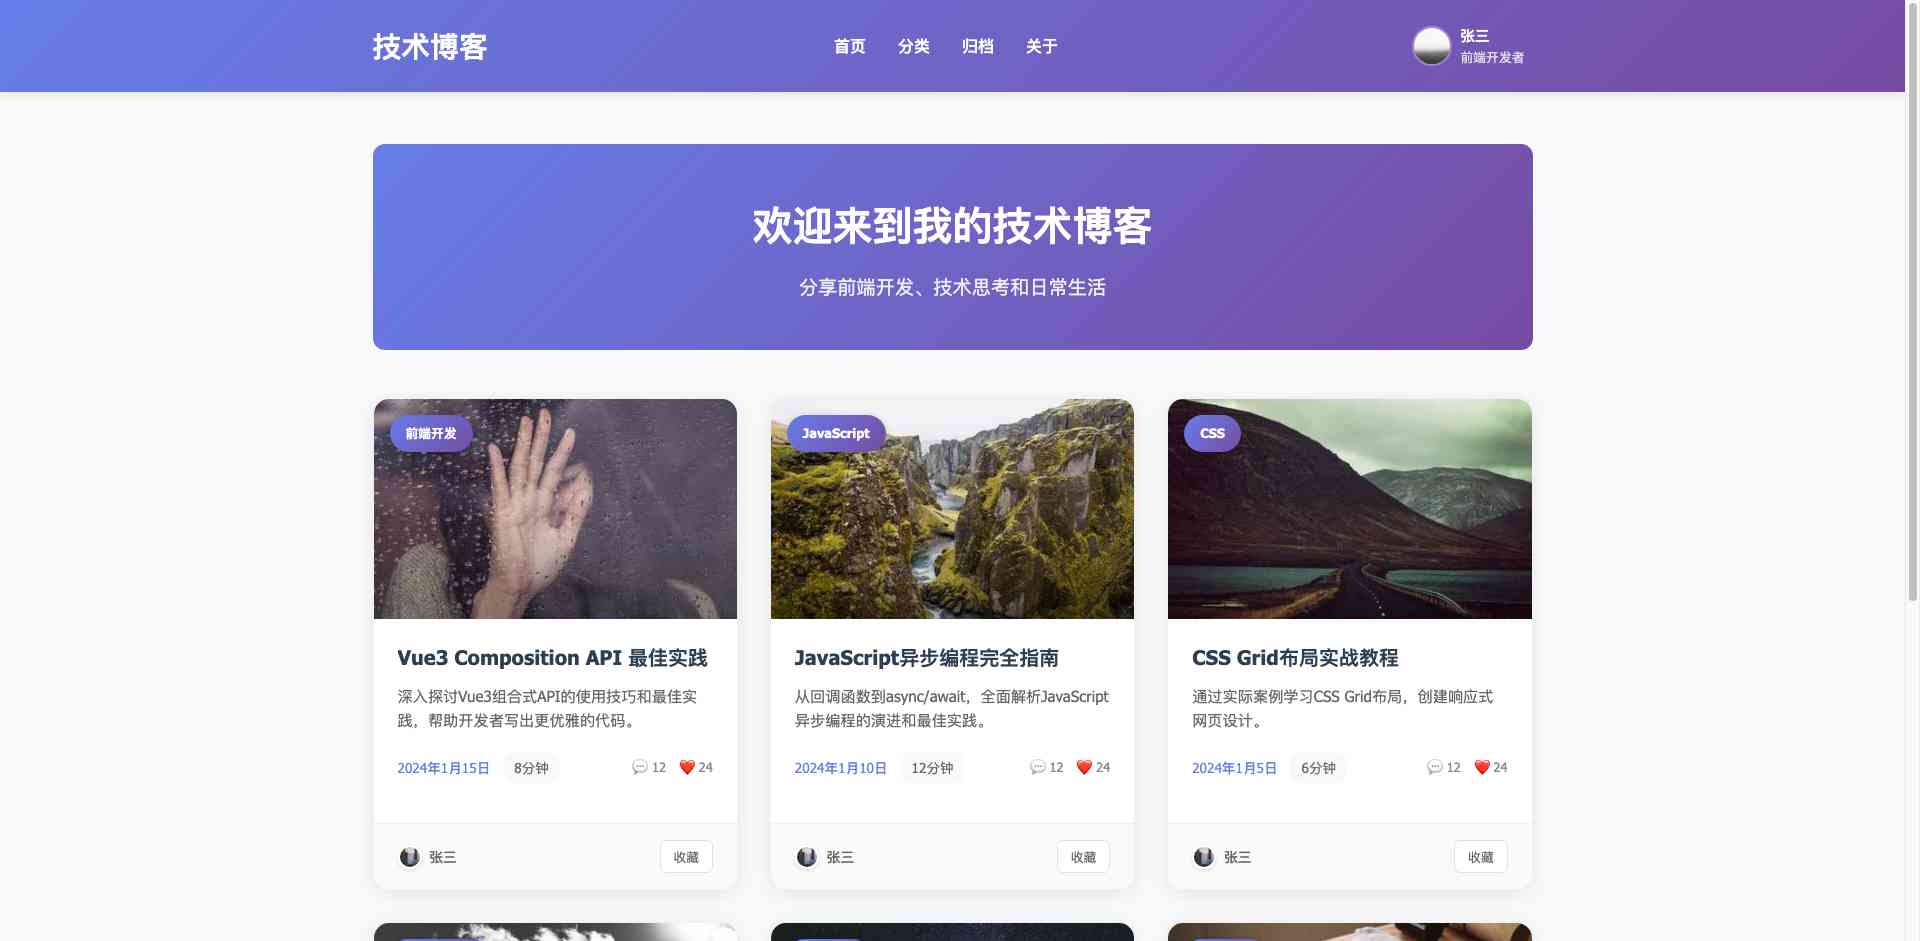 技术博客
首页 分类 归档 关于
张三
前端开发者
欢迎来到我的技术博客
分享前端开发、技术思考和日常生活
前端开发
Vue3 Composition API 最佳实践
深入探讨Vue3组合式API的使用技巧和最佳实
践，帮助开发者写出更优雅的代码。
2024年1月15日 8分钟 12 24
张三 收藏
JavaScript
JavaScript异步编程完全指南
从回调函数到async/await，全面解析JavaScript
异步编程的演进和最佳实践。
2024年1月10日 12分钟 12 24
张三 收藏
CSS
CSS Grid布局实战教程
通过实际案例学习CSS Grid布局，创建响应式
网页设计。
2024年1月5日 6分钟 12 24
张三 收藏